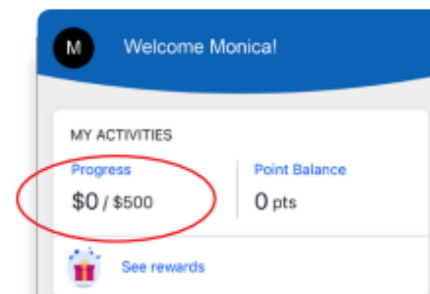 M
Welcome Monica!
MY ACTIVITIES
Progress
$0 / $500
Point Balance
0 pts
See rewards